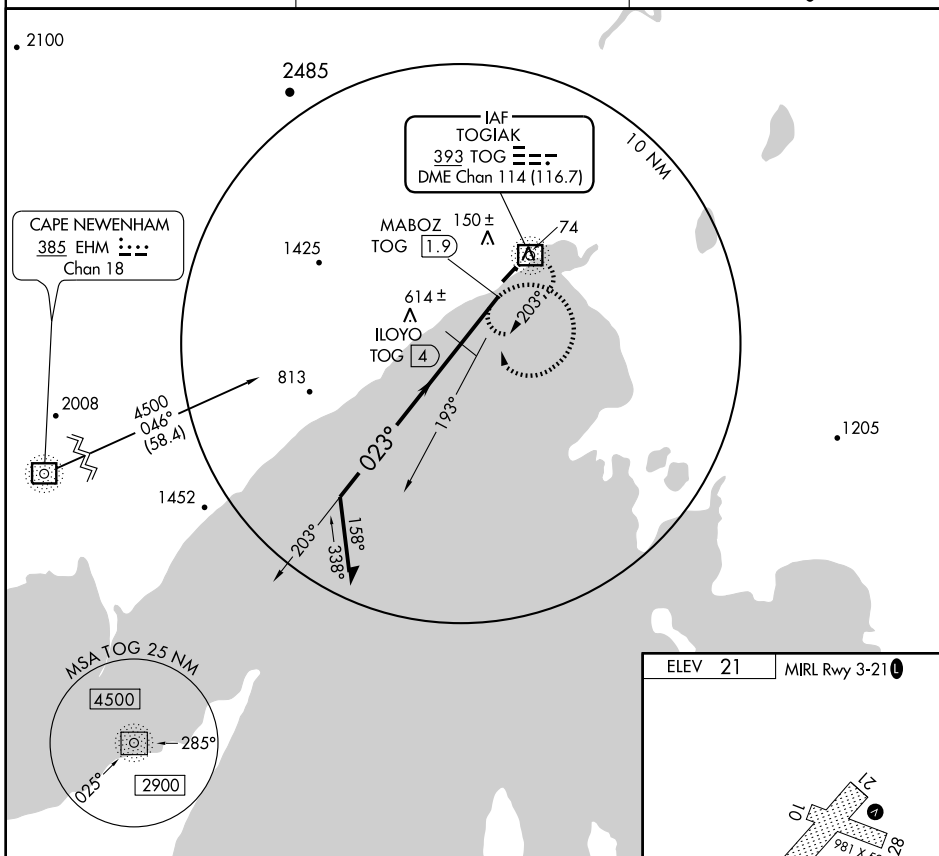 2100
2485
10 NM
IAF
TOGIAK
393 TOG
DME Chan 114 (116.7)
CAPE NEWENHAM
385 EHM
Chan 18
MABOZ
TOG 1.9
150 ±
74
1425
614 ±
ILOYO
TOG 4
203°
813
2008
4500
046°
(58.4)
193°
023°
1205
1452
203°
338°
158°
MSA TOG 25 NM
4500
285°
025°
2900
ELEV 21
MIRL Rwy 3-21 L
21
10
V
28